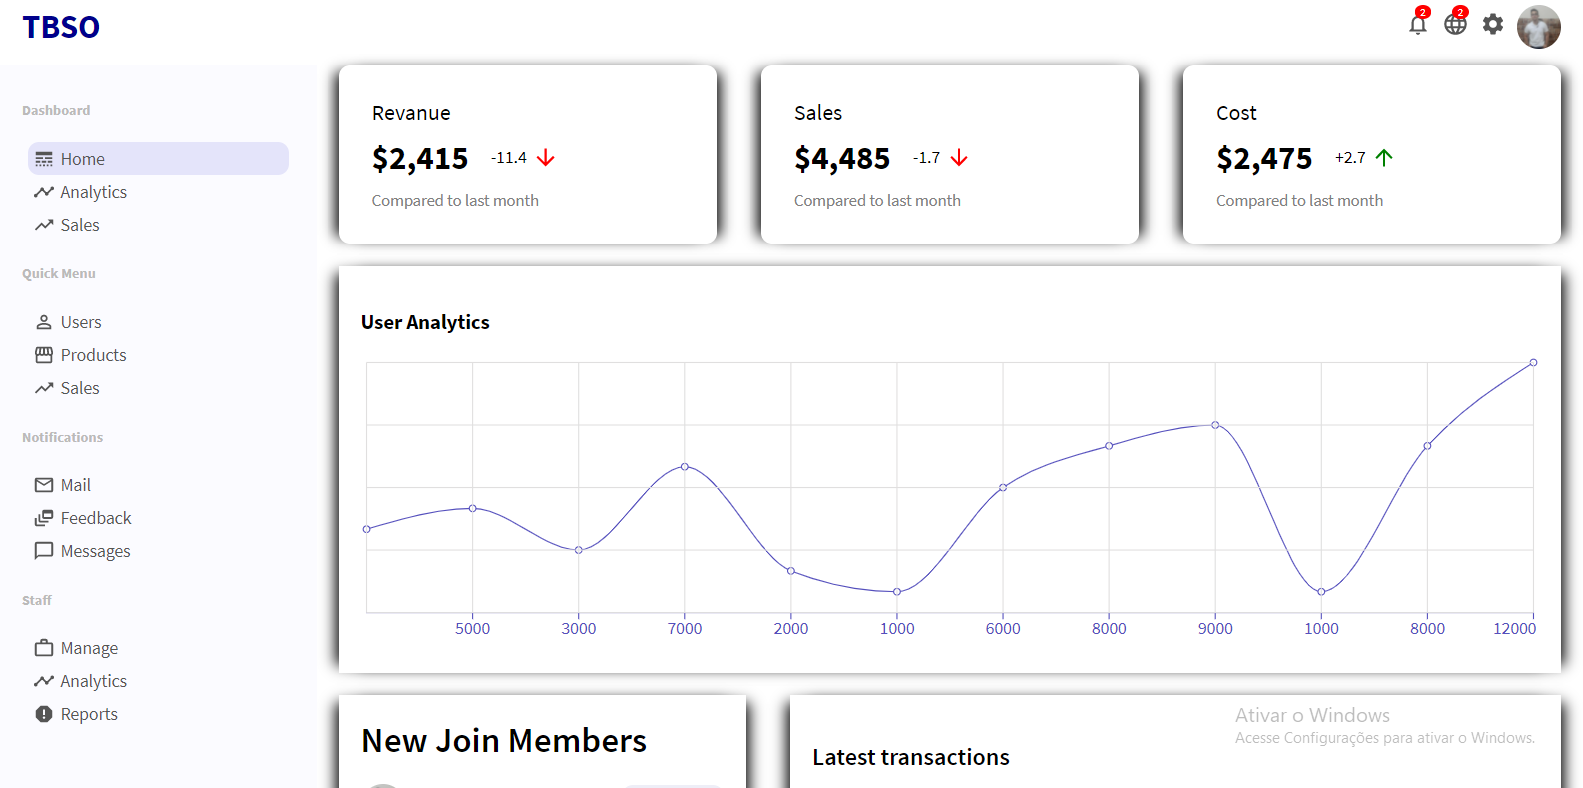 TBSO
2
2
Dashboard
Home
Analytics
Sales
Quick Menu
Users
Products
Sales
Notifications
Mail
Feedback
Messages
Staff
Manage
Analytics
Reports
Revanue
$2,415 -11.4
Compared to last month
Sales
$4,485 -1.7
Compared to last month
Cost
$2,475 +2.7
Compared to last month
User Analytics
5000 3000 7000 2000 1000 6000 8000 9000 1000 8000 12000
New Join Members
Latest transactions
Ativar o Windows
Acesse Configurações para ativar o Windows.